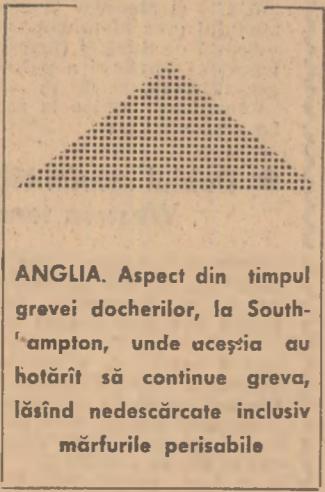 ANGLIA. Aspect din timpul
grevei docherilor, la South-
ampton, unde aceștia au
hotărît să continue greva,
lăsînd nedescărcate inclusiv
mărfurile perisabile